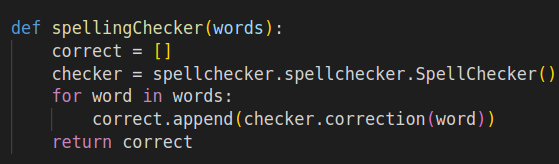 def spellingChecker(words):
    correct = []
    checker = spellchecker.spellchecker.SpellChecker()
    for word in words:
        correct.append(checker.correction(word))
    return correct